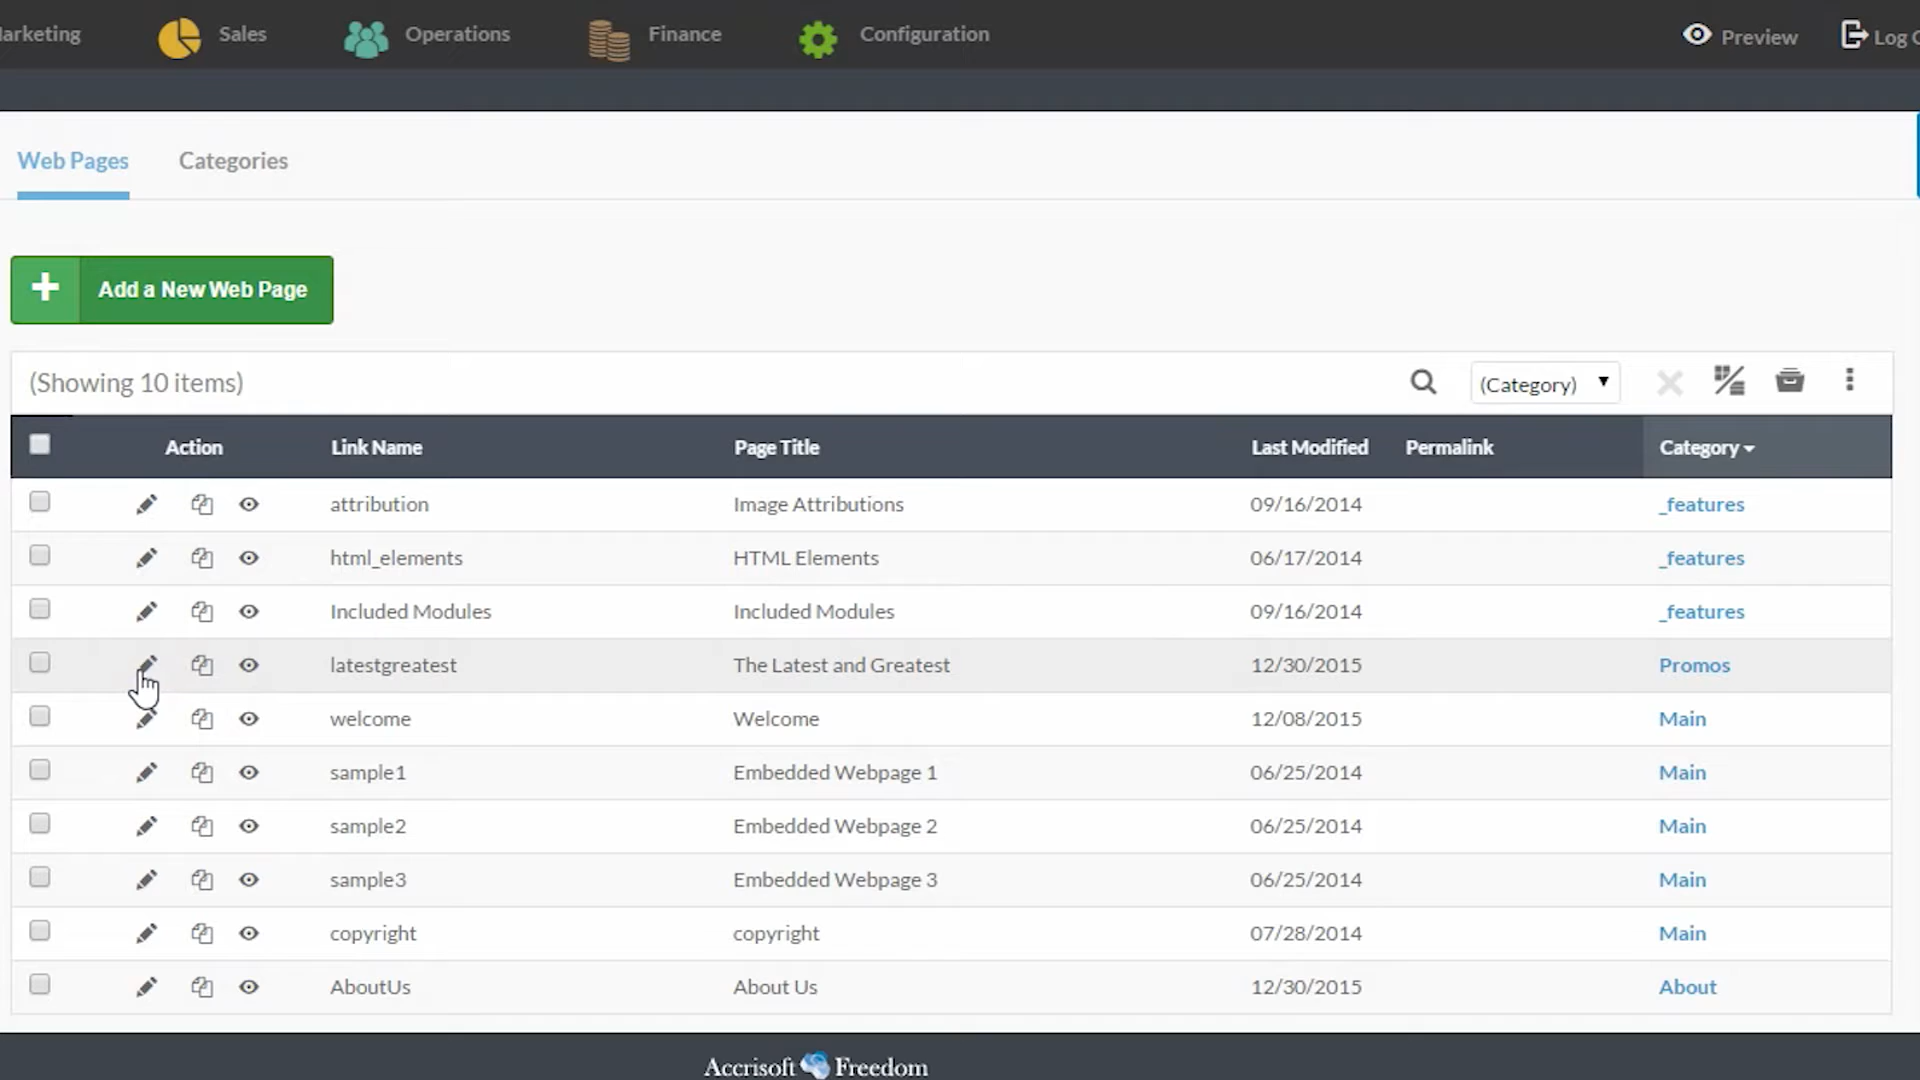 Marketing Sales Operations Finance Configuration Preview Log
Web Pages Categories
Add a New Web Page
(Showing 10 items) (Category)
Action Link Name Page Title Last Modified Permalink Category
attribution Image Attributions 09/16/2014 _features
html_elements HTML Elements 06/17/2014 _features
Included Modules Included Modules 09/16/2014 _features
latestgreatest The Latest and Greatest 12/30/2015 Promos
welcome Welcome 12/08/2015 Main
sample1 Embedded Webpage 1 06/25/2014 Main
sample2 Embedded Webpage 2 06/25/2014 Main
sample3 Embedded Webpage 3 06/25/2014 Main
copyright copyright 07/28/2014 Main
AboutUs About Us 12/30/2015 About
Accrisoft Freedom